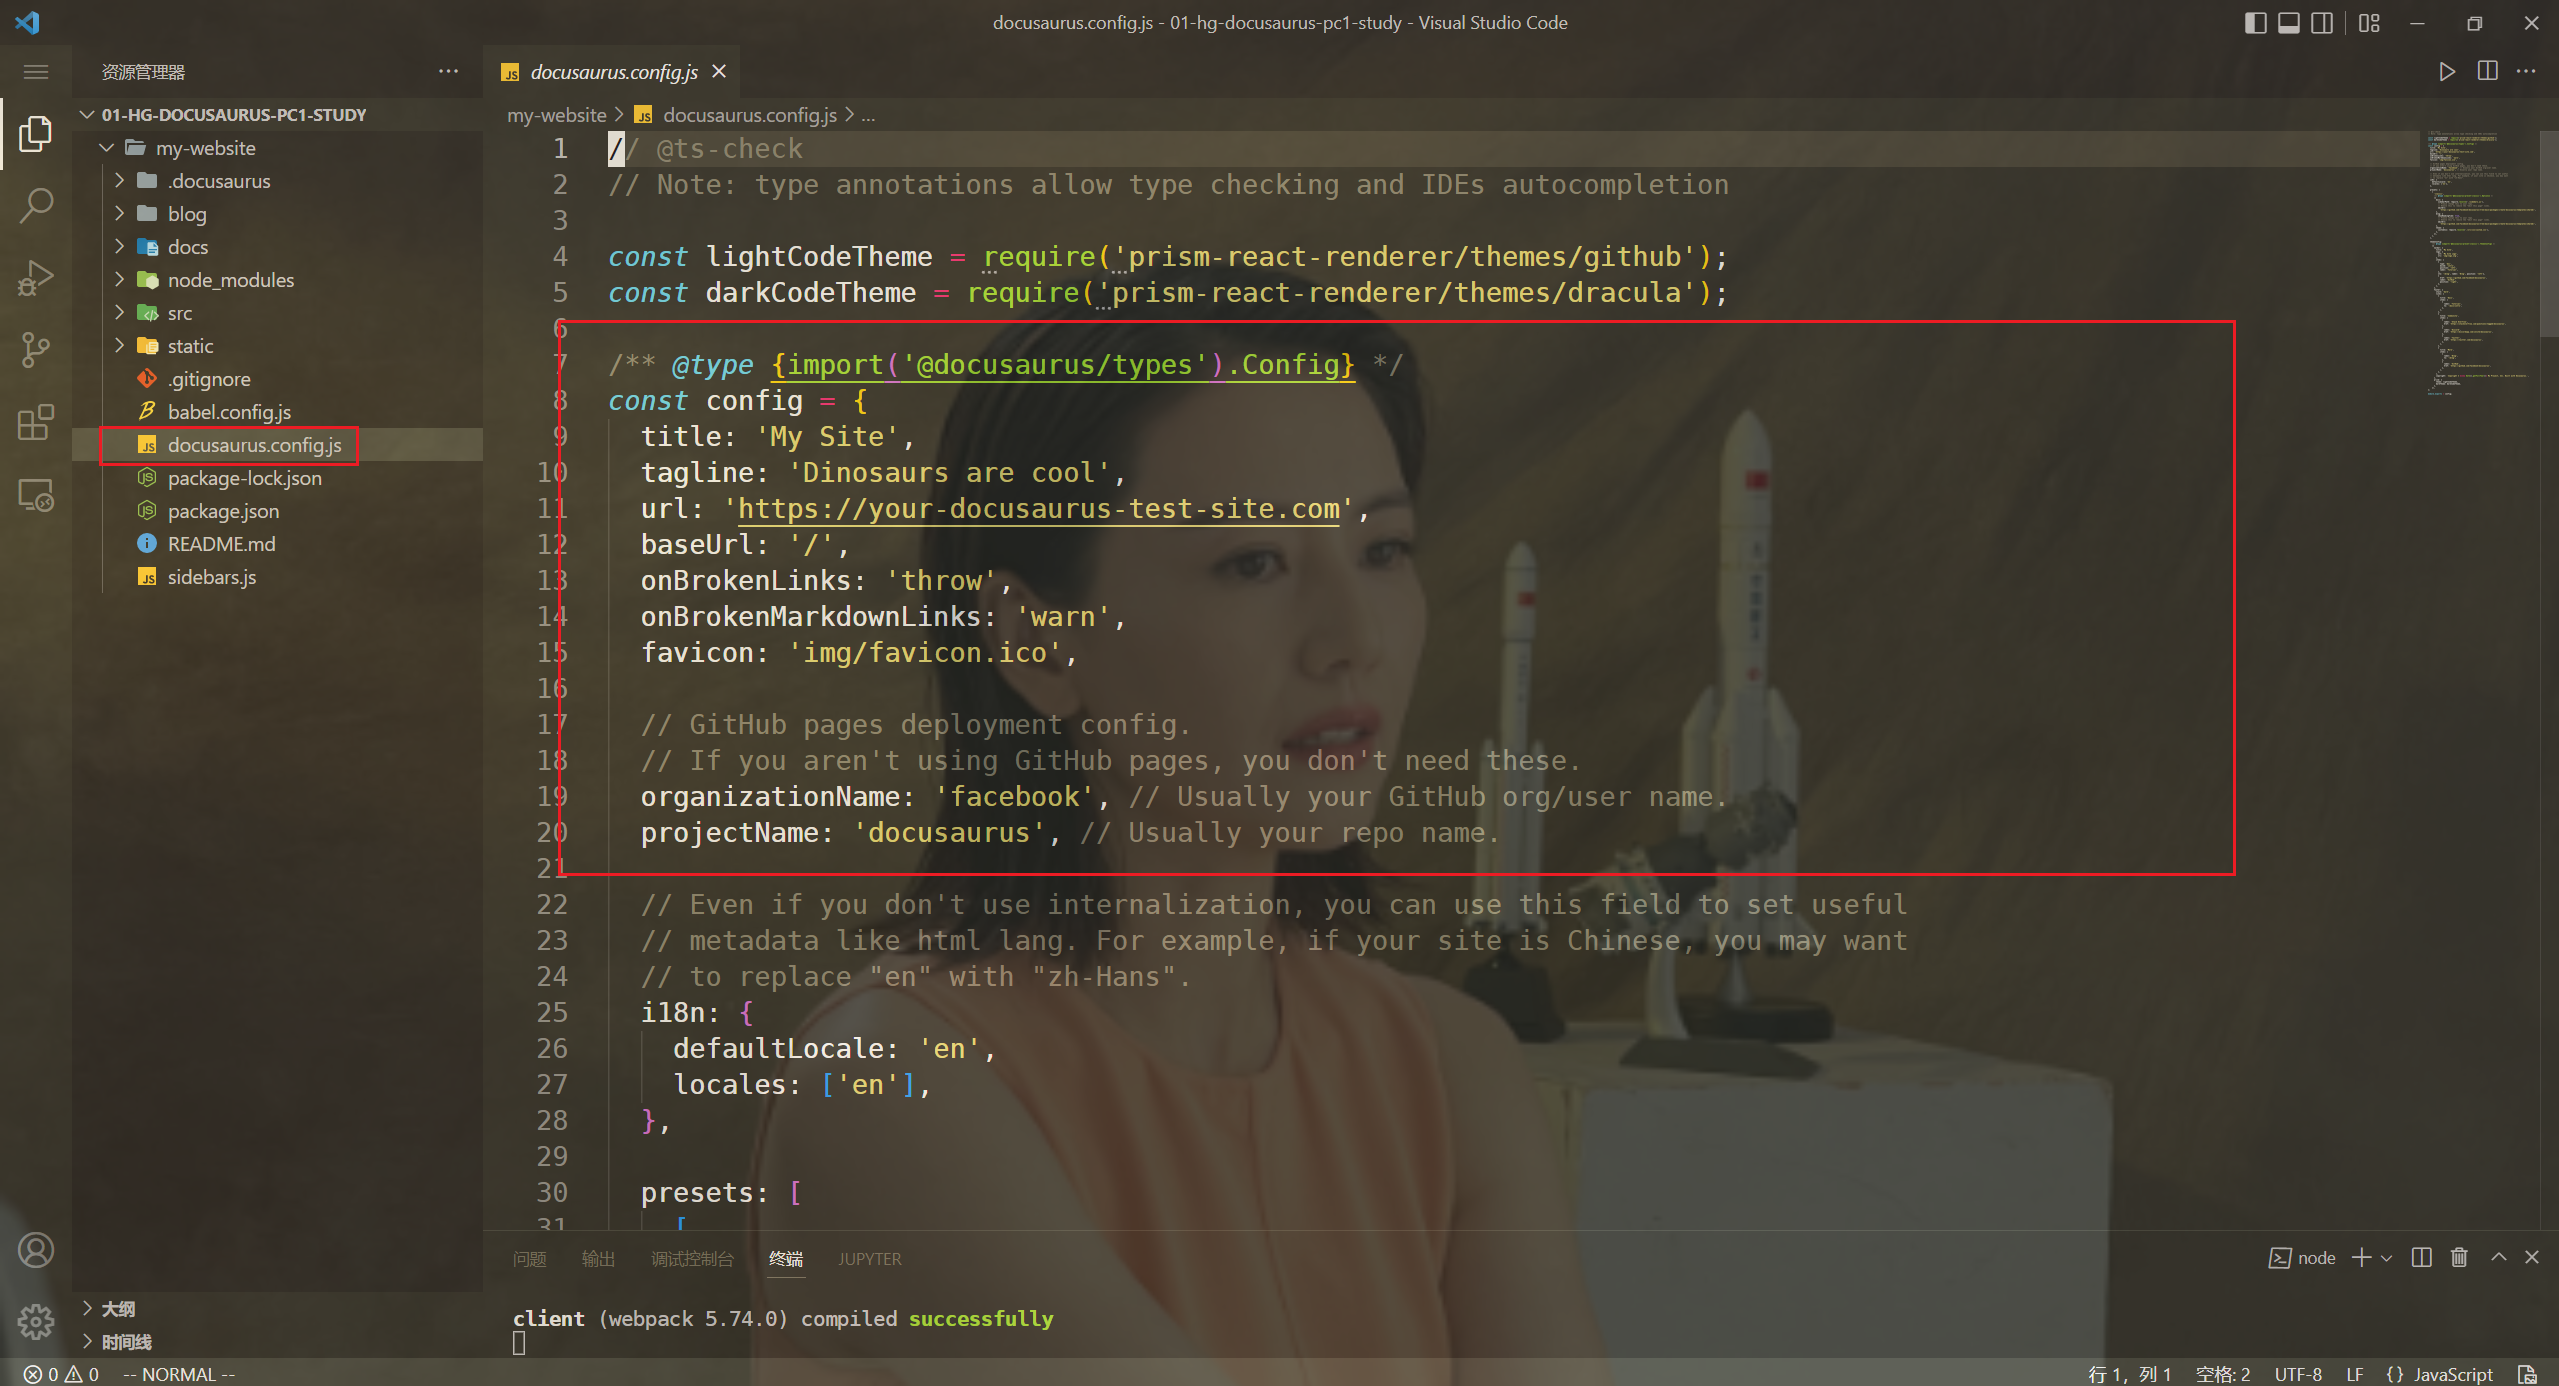 docusaurus.config.js - 01-hg-docusaurus-pc1-study - Visual Studio Code
资源管理器
01-HG-DOCUSAURUS-PC1-STUDY
my-website
.docusaurus
blog
docs
node_modules
src
static
.gitignore
babel.config.js
docusaurus.config.js
package-lock.json
package.json
README.md
sidebars.js
大纲
时间线
docusaurus.config.js
my-website > docusaurus.config.js > ...
1 // @ts-check
2 // Note: type annotations allow type checking and IDEs autocompletion
3
4 const lightCodeTheme = require('prism-react-renderer/themes/github');
5 const darkCodeTheme = require('prism-react-renderer/themes/dracula');
6
7 /** @type {import('@docusaurus/types').Config} */
8 const config = {
9   title: 'My Site',
10   tagline: 'Dinosaurs are cool',
11   url: 'https://your-docusaurus-test-site.com',
12   baseUrl: '/',
13   onBrokenLinks: 'throw',
14   onBrokenMarkdownLinks: 'warn',
15   favicon: 'img/favicon.ico',
16
17   // GitHub pages deployment config.
18   // If you aren't using GitHub pages, you don't need these.
19   organizationName: 'facebook', // Usually your GitHub org/user name.
20   projectName: 'docusaurus', // Usually your repo name.
21
22   // Even if you don't use internalization, you can use this field to set useful
23   // metadata like html lang. For example, if your site is Chinese, you may want
24   // to replace "en" with "zh-Hans".
25   i18n: {
26     defaultLocale: 'en',
27     locales: ['en'],
28   },
29
30   presets: [
31     [
问题 输出 调试控制台 终端 JUPYTER
node
client (webpack 5.74.0) compiled successfully
0 0 -- NORMAL --
行 1，列 1 空格: 2 UTF-8 LF {} JavaScript